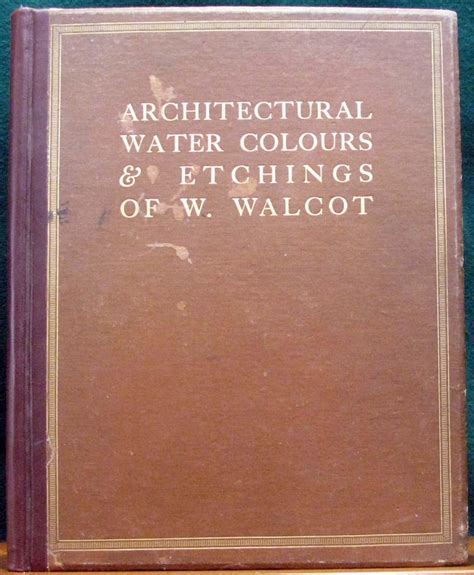 ARCHITECTURAL
WATER COLOURS
& ETCHINGS
OF W. WALCOT